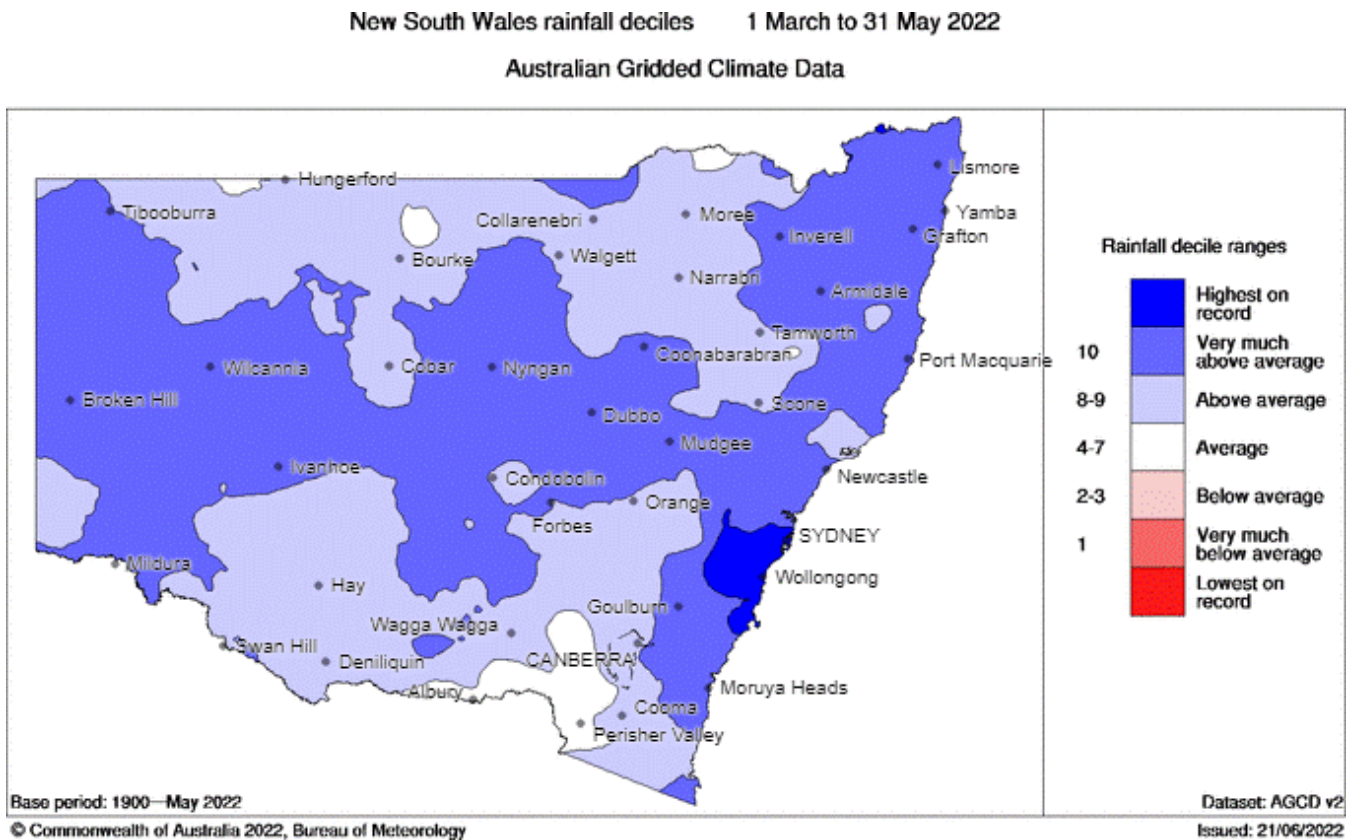 New South Wales rainfall deciles 1 March to 31 May 2022
Australian Gridded Climate Data
Lismore
Hungerford
Tibooburra
Collarenebri
Moree
Yamba
Inverell
Grafton
Bourke
Walgett
Narrabri
Armidale
Tamworth
Coonabarabran
Port Macquarie
Wilcannia
Cobar
Nyngan
Broken Hill
Scone
Dubbo
Mudgee
Ivanhoe
Condobolin
Newcastle
Orange
Forbes
SYDNEY
Mildura
Wollongong
Hay
Goulburn
Wagga Wagga
Swan Hill
CANBERRA
Deniliquin
Albury
Moruya Heads
Cooma
Perisher Valley
Rainfall decile ranges
Highest on
record
10 Very much
above average
8-9 Above average
4-7 Average
2-3 Below average
1 Very much
below average
Lowest on
record
Base period: 1900—May 2022
Dataset: AGCD v2
© Commonwealth of Australia 2022, Bureau of Meteorology
Issued: 21/06/2022